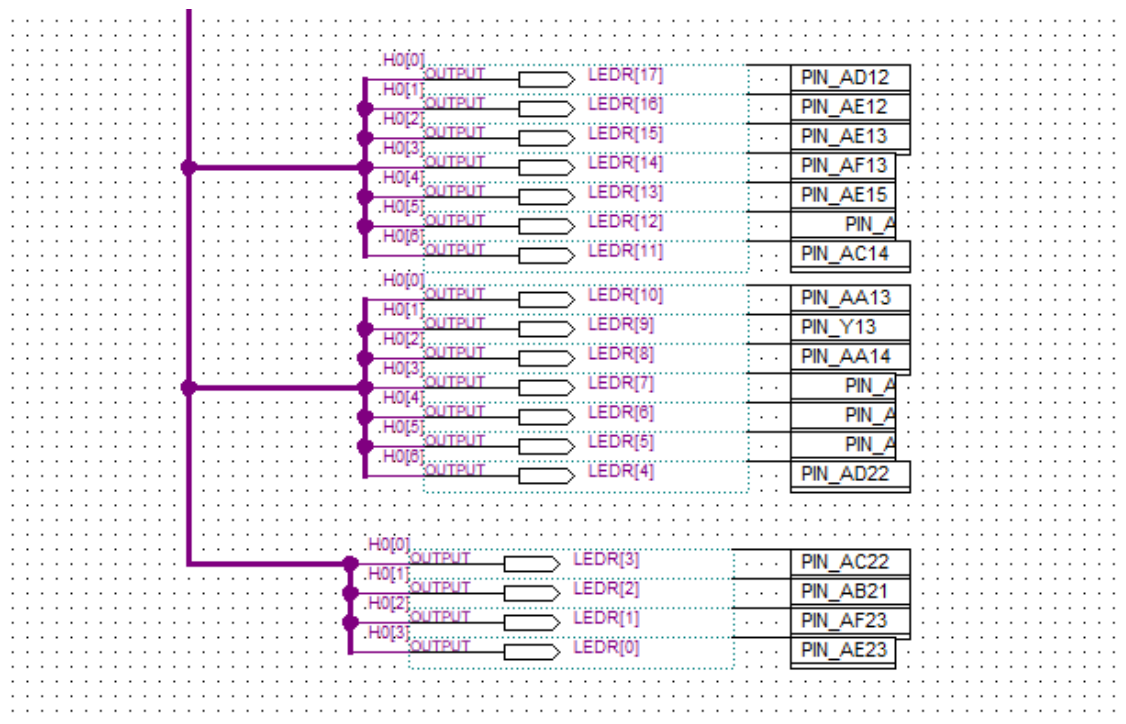 H0[0] OUTPUT LEDR[17] PIN_AD12
H0[1] OUTPUT LEDR[16] PIN_AE12
H0[2] OUTPUT LEDR[15] PIN_AE13
H0[3] OUTPUT LEDR[14] PIN_AF13
H0[4] OUTPUT LEDR[13] PIN_AE15
H0[5] OUTPUT LEDR[12] PIN_A
H0[6] OUTPUT LEDR[11] PIN_AC14
H0[0] OUTPUT LEDR[10] PIN_AA13
H0[1] OUTPUT LEDR[9] PIN_Y13
H0[2] OUTPUT LEDR[8] PIN_AA14
H0[3] OUTPUT LEDR[7] PIN_A
H0[4] OUTPUT LEDR[6] PIN_A
H0[5] OUTPUT LEDR[5] PIN_A
H0[6] OUTPUT LEDR[4] PIN_AD22
H0[0] OUTPUT LEDR[3] PIN_AC22
H0[1] OUTPUT LEDR[2] PIN_AB21
H0[2] OUTPUT LEDR[1] PIN_AF23
H0[3] OUTPUT LEDR[0] PIN_AE23